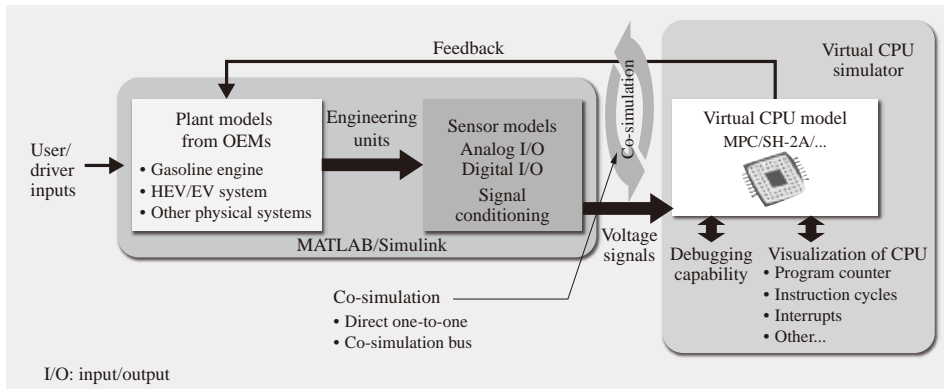 Feedback
Co-simulation
Virtual CPU
simulator
Plant models
from OEMs
• Gasoline engine
• HEV/EV system
• Other physical systems
Engineering
units
Sensor models
Analog I/O
Digital I/O
Signal
conditioning
Virtual CPU model
MPC/SH-2A/...
User/
driver
inputs
MATLAB/Simulink
Voltage
signals
Debugging
capability
Visualization of CPU
• Program counter
• Instruction cycles
• Interrupts
• Other...
Co-simulation
• Direct one-to-one
• Co-simulation bus
I/O: input/output